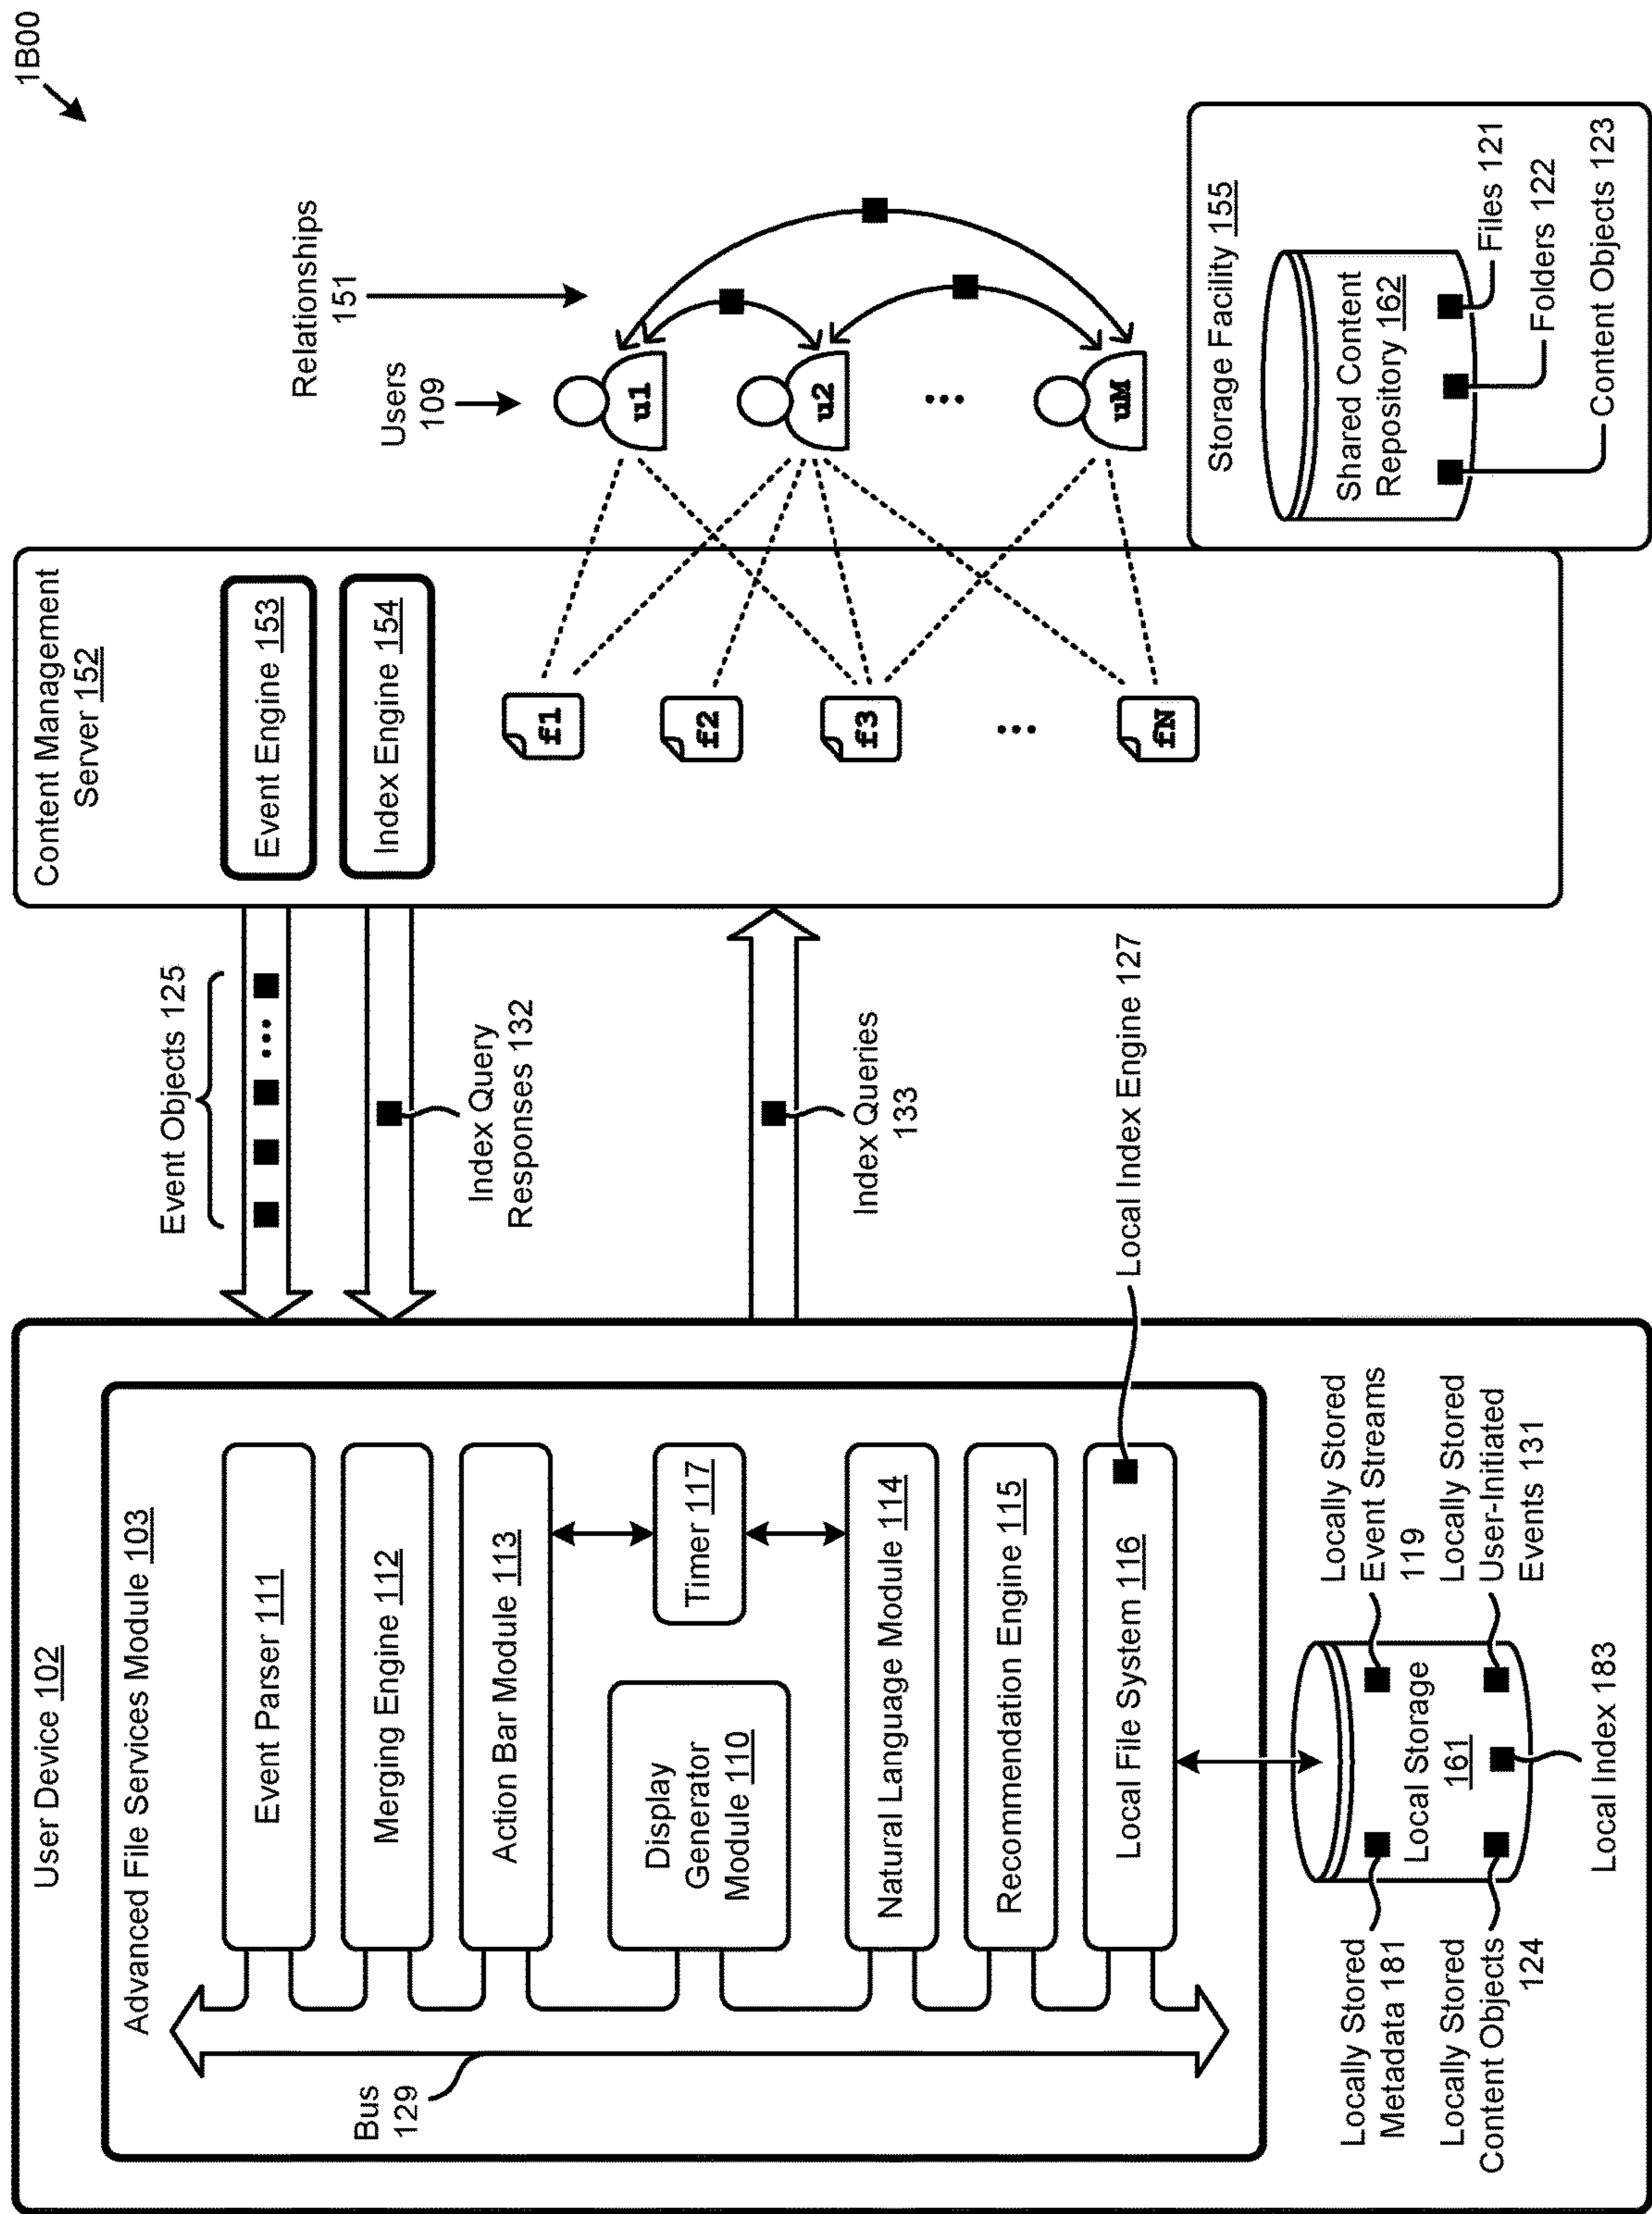 1B00
User Device 102
Advanced File Services Module 103
Event Parser 111
Merging Engine 112
Action Bar Module 113
Display
Generator
Module 110
Timer 117
Natural Language Module 114
Recommendation Engine 115
Local File System 116
Bus
129
Locally Stored
Metadata 181
Locally Stored
Content Objects
124
Local Storage
161
Locally Stored
Event Streams
119
Locally Stored
User-Initiated
Events 131
Local Index 183
Event Objects 125
Index Query
Responses 132
Index Queries
133
Local Index Engine 127
Content Management
Server 152
Event Engine 153
Index Engine 154
f1
f2
f3
fN
Relationships
151
Users
109
u1
u2
uM
Storage Facility 155
Shared Content
Repository 162
Files 121
Folders 122
Content Objects 123